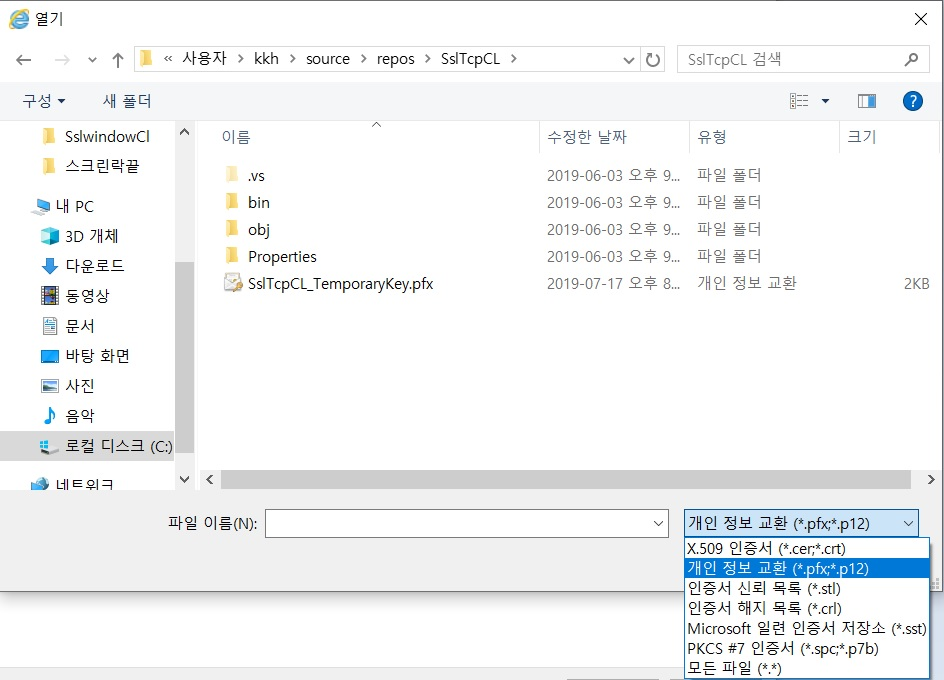 열기
« 사용자 > kkh > source > repos > SslTcpCL >
SslTcpCL 검색
구성 새 폴더
SslwindowCl
스크린락끝
내 PC
3D 개체
다운로드
동영상
문서
바탕 화면
사진
음악
로컬 디스크 (C:)
네트워크
이름 수정한 날짜 유형 크기
.vs 2019-06-03 오후 9... 파일 폴더
bin 2019-06-03 오후 9... 파일 폴더
obj 2019-06-03 오후 9... 파일 폴더
Properties 2019-06-03 오후 9... 파일 폴더
SslTcpCL_TemporaryKey.pfx 2019-07-17 오후 8... 개인 정보 교환 2KB
파일 이름(N): 개인 정보 교환 (*.pfx;*.p12)
X.509 인증서 (*.cer;*.crt)
개인 정보 교환 (*.pfx;*.p12)
인증서 신뢰 목록 (*.stl)
인증서 해지 목록 (*.crl)
Microsoft 일련 인증서 저장소 (*.sst)
PKCS #7 인증서 (*.spc;*.p7b)
모든 파일 (*.*)